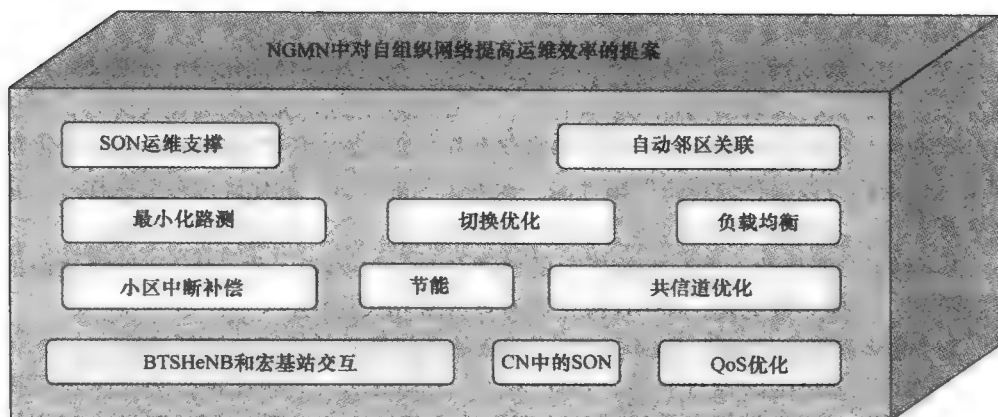 NGMN中对自组织网络提高运维效率的提案
SON运维支撑
自动邻区关联
最小化路测
切换优化
负载均衡
小区中断补偿
节能
共信道优化
BTSHeNB和宏基站交互
CN中的SON
QoS优化